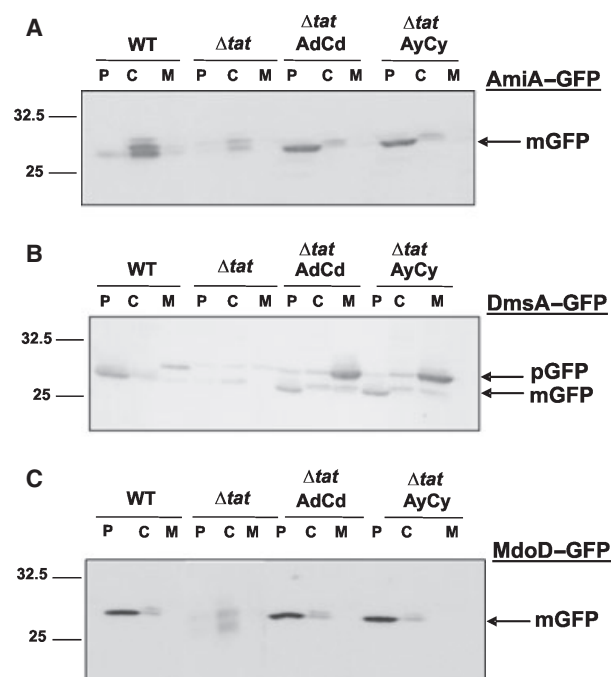 A
WT
Δtat
Δtat
AdCd
Δtat
AyCy
P C M P C M P C M P C M
AmiA–GFP
32.5
25
mGFP
B
WT
Δtat
Δtat
AdCd
Δtat
AyCy
P C M P C M P C M P C M
DmsA–GFP
32.5
25
pGFP
mGFP
C
WT
Δtat
Δtat
AdCd
Δtat
AyCy
P C M P C M P C M P C M
MdoD–GFP
32.5
25
mGFP